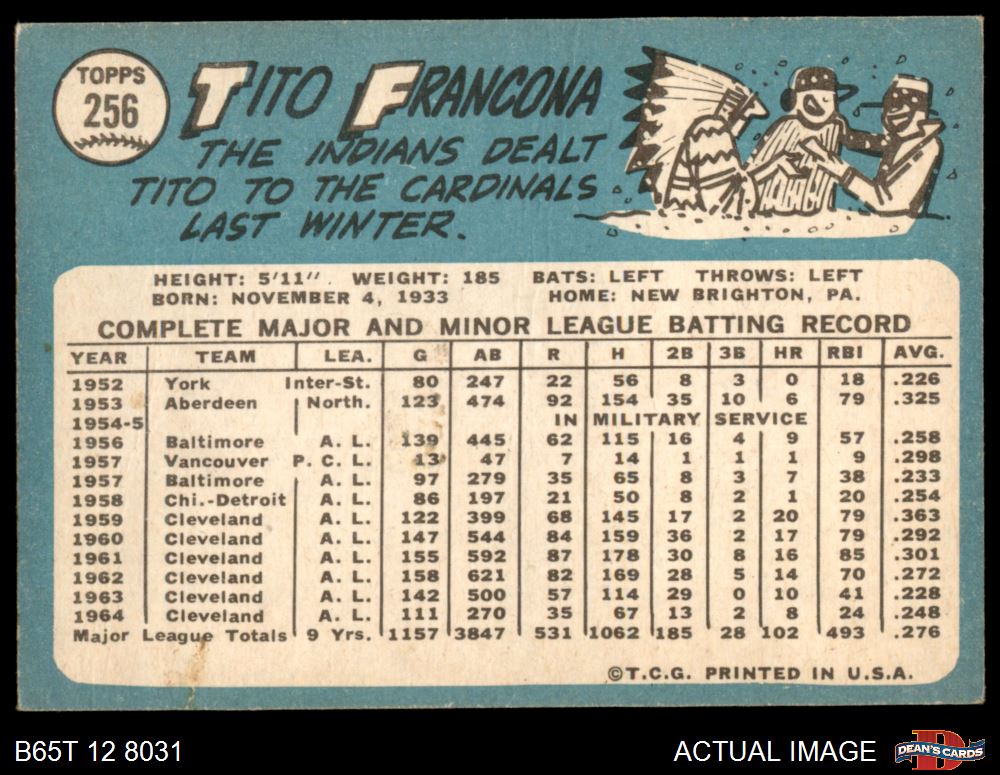 TOPPS
256
TITO FRANCONA
THE INDIANS DEALT
TITO TO THE CARDINALS
LAST WINTER.
HEIGHT: 5'11" WEIGHT: 185 BATS: LEFT THROWS: LEFT
BORN: NOVEMBER 4, 1933 HOME: NEW BRIGHTON, PA.
COMPLETE MAJOR AND MINOR LEAGUE BATTING RECORD
YEAR TEAM LEA. G AB R H 2B 3B HR RBI AVG.
1952 York Inter-St. 80 247 22 56 8 3 0 18 .226
1953 Aberdeen North. 123 474 92 154 35 10 6 79 .325
1954-5 IN MILITARY SERVICE
1956 Baltimore A. L. 139 445 62 115 16 4 9 57 .258
1957 Vancouver P. C. L. 13 47 7 14 1 1 1 9 .298
1957 Baltimore A. L. 97 279 35 65 8 3 7 38 .233
1958 Chi.-Detroit A. L. 86 197 21 50 8 2 1 20 .254
1959 Cleveland A. L. 122 399 68 145 17 2 20 79 .363
1960 Cleveland A. L. 147 544 84 159 36 2 17 79 .292
1961 Cleveland A. L. 155 592 87 178 30 8 16 85 .301
1962 Cleveland A. L. 158 621 82 169 28 5 14 70 .272
1963 Cleveland A. L. 142 500 57 114 29 0 10 41 .228
1964 Cleveland A. L. 111 270 35 67 13 2 8 24 .248
Major League Totals 9 Yrs. 1157 3847 531 1062 185 28 102 493 .276
©T.C.G. PRINTED IN U.S.A.
B65T 12 8031 ACTUAL IMAGE DEAN'S CARDS